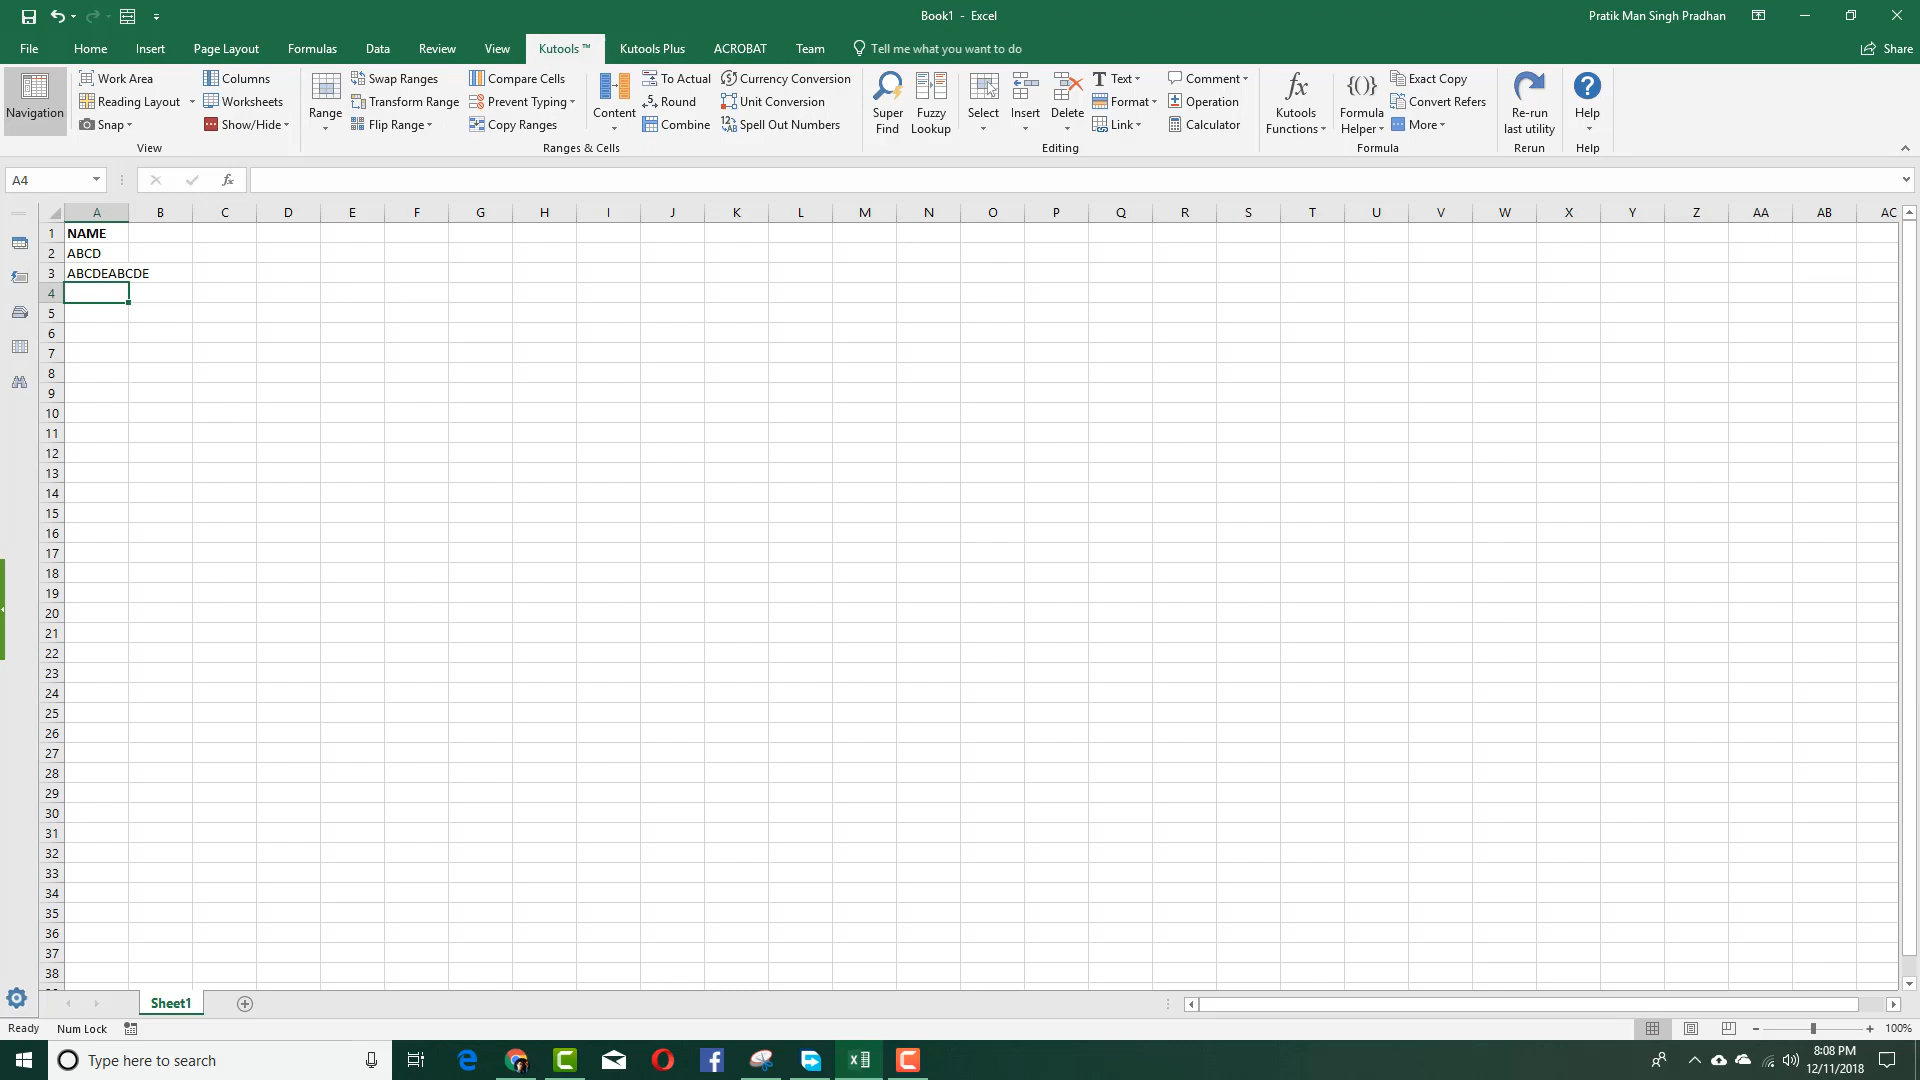 Book1 - Excel
Pratik Man Singh Pradhan
File Home Insert Page Layout Formulas Data Review View Kutools ™ Kutools Plus ACROBAT Team Tell me what you want to do Share
Navigation
Work Area
Reading Layout
Snap
Columns
Worksheets
Show/Hide
View
Range
Swap Ranges
Transform Range
Flip Range
Compare Cells
Prevent Typing
Copy Ranges
Content
To Actual
Round
Combine
Currency Conversion
Unit Conversion
Spell Out Numbers
Ranges & Cells
Super
Find
Fuzzy
Lookup
Select
Insert
Delete
Text
Format
Link
Comment
Operation
Calculator
Editing
Kutools
Functions
Formula
Helper
Exact Copy
Convert Refers
More
Formula
Re-run
last utility
Rerun
Help
Help
A4
fx
A B C D E F G H I J K L M N O P Q R S T U V W X Y Z AA AB AC
1 NAME
2 ABCD
3 ABCDEABCDE
4
5
6
7
8
9
10
11
12
13
14
15
16
17
18
19
20
21
22
23
24
25
26
27
28
29
30
31
32
33
34
35
36
37
38
Sheet1
Ready Num Lock
100%
Type here to search
8:08 PM
12/11/2018